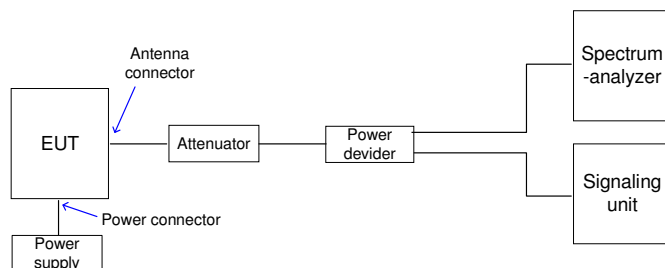 Spectrum
-analyzer
Antenna
connector
EUT
Attenuator
Power
devider
Signaling
unit
Power connector
Power
supply